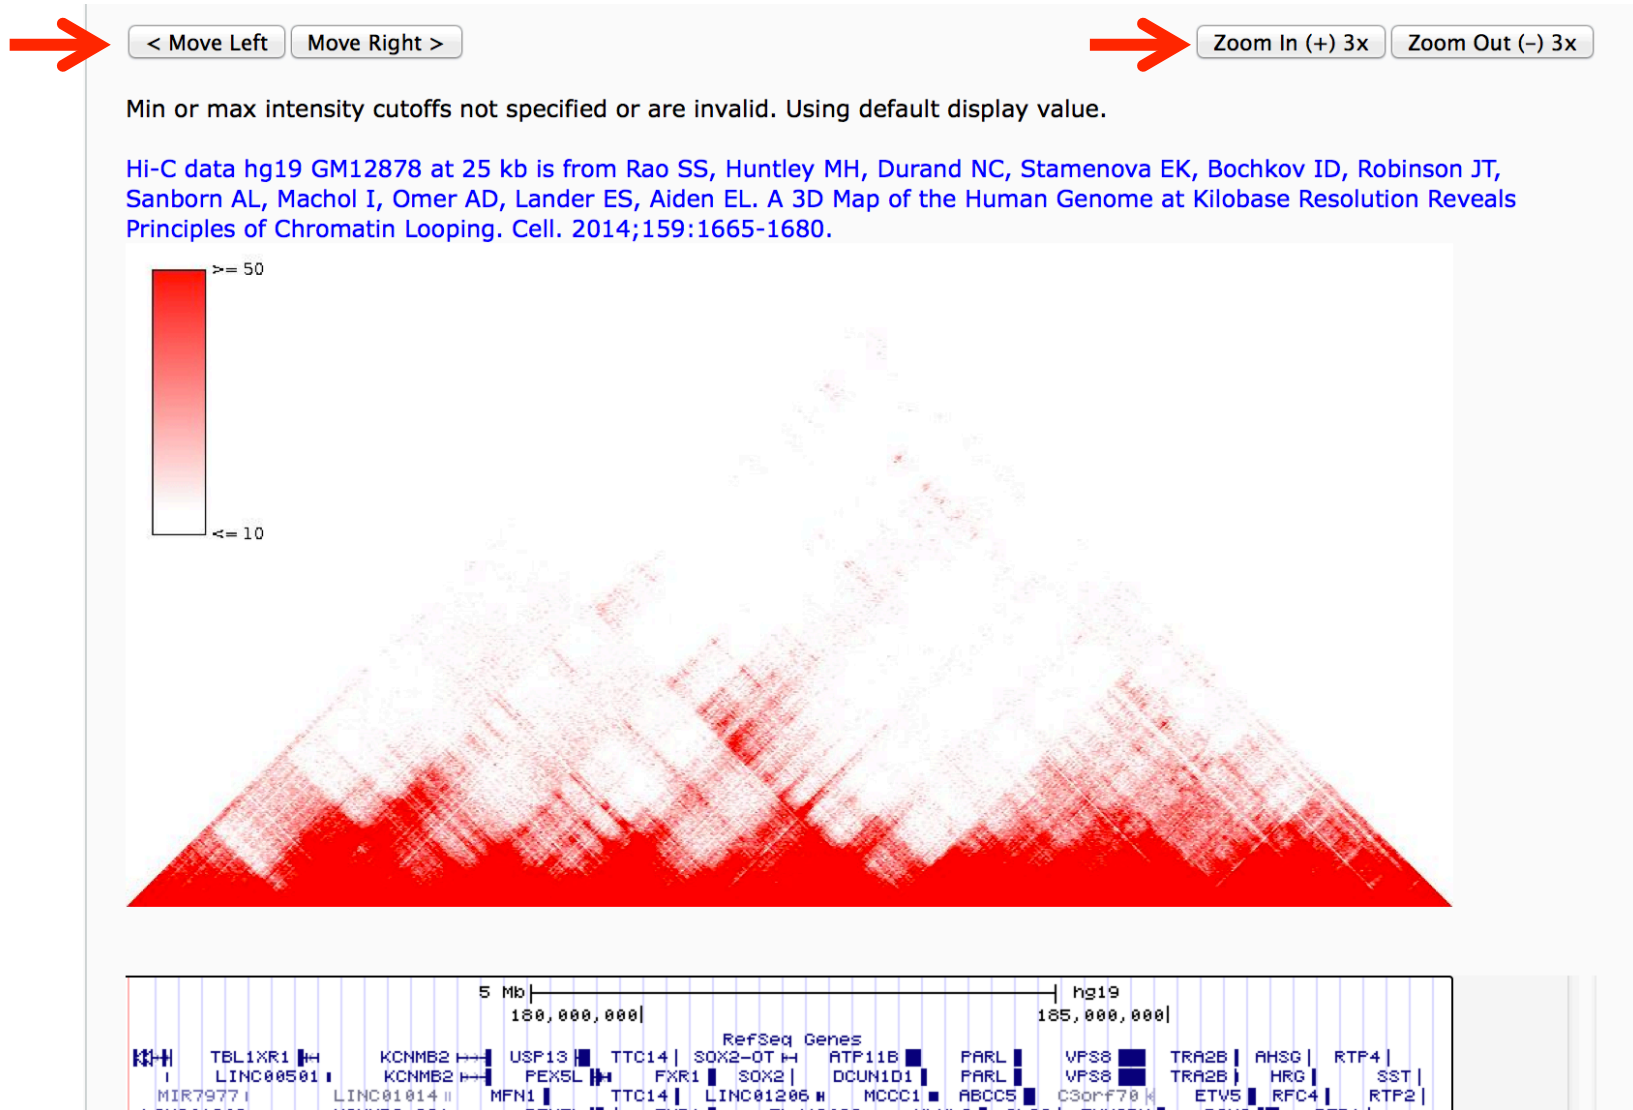 < Move Left Move Right > Zoom In (+) 3x Zoom Out (−) 3x
Min or max intensity cutoffs not specified or are invalid. Using default display value.
Hi-C data hg19 GM12878 at 25 kb is from Rao SS, Huntley MH, Durand NC, Stamenova EK, Bochkov ID, Robinson JT,
Sanborn AL, Machol I, Omer AD, Lander ES, Aiden EL. A 3D Map of the Human Genome at Kilobase Resolution Reveals
Principles of Chromatin Looping. Cell. 2014;159:1665-1680.
>= 50
<= 10
5 Mb hg19
180,000,000| 185,000,000|
RefSeq Genes
TBL1XR1 KCNMB2 USP13 TTC14 SOX2-OT ATP11B PARL VPS8 TRA2B AHSG RTP4
LINC00501 KCNMB2 PEX5L FXR1 SOX2 DCUN1D1 PARL VPS8 TRA2B HRG SST
MIR7977 LINC01014 MFN1 TTC14 LINC01206 MCCC1 ABCC5 C3orf70 ETV5 RFC4 RTP2